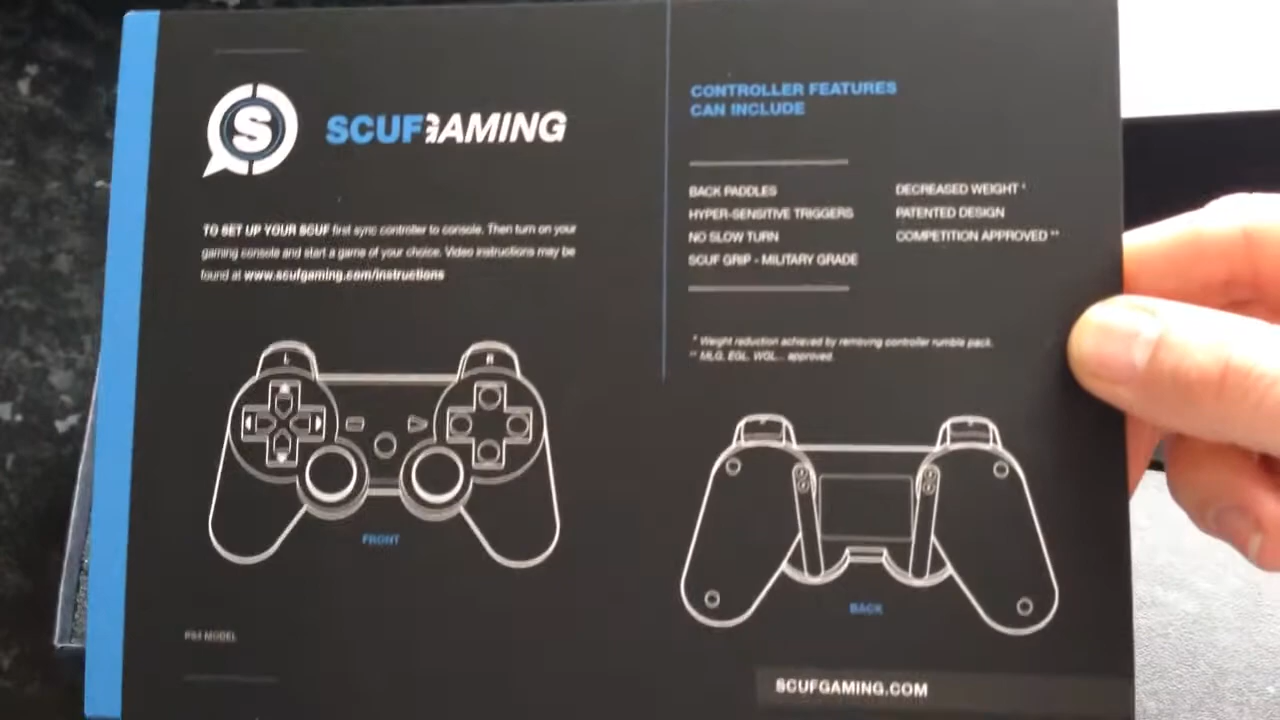 S
SCUFGAMING
TO SET UP YOUR SCUF first sync controller to console. Then turn on your
gaming console and start a game of your choice. Video instructions may be
found at www.scufgaming.com/instructions
L
R
FRONT
PS3 MODEL
CONTROLLER FEATURES
CAN INCLUDE
BACK PADDLES
HYPER-SENSITIVE TRIGGERS
NO SLOW TURN
SCUF GRIP - MILITARY GRADE
DECREASED WEIGHT *
PATENTED DESIGN
COMPETITION APPROVED **
* Weight reduction achieved by removing controller rumble pack.
** MLG, EGL, WGL... approved.
BACK
SCUFGAMING.COM